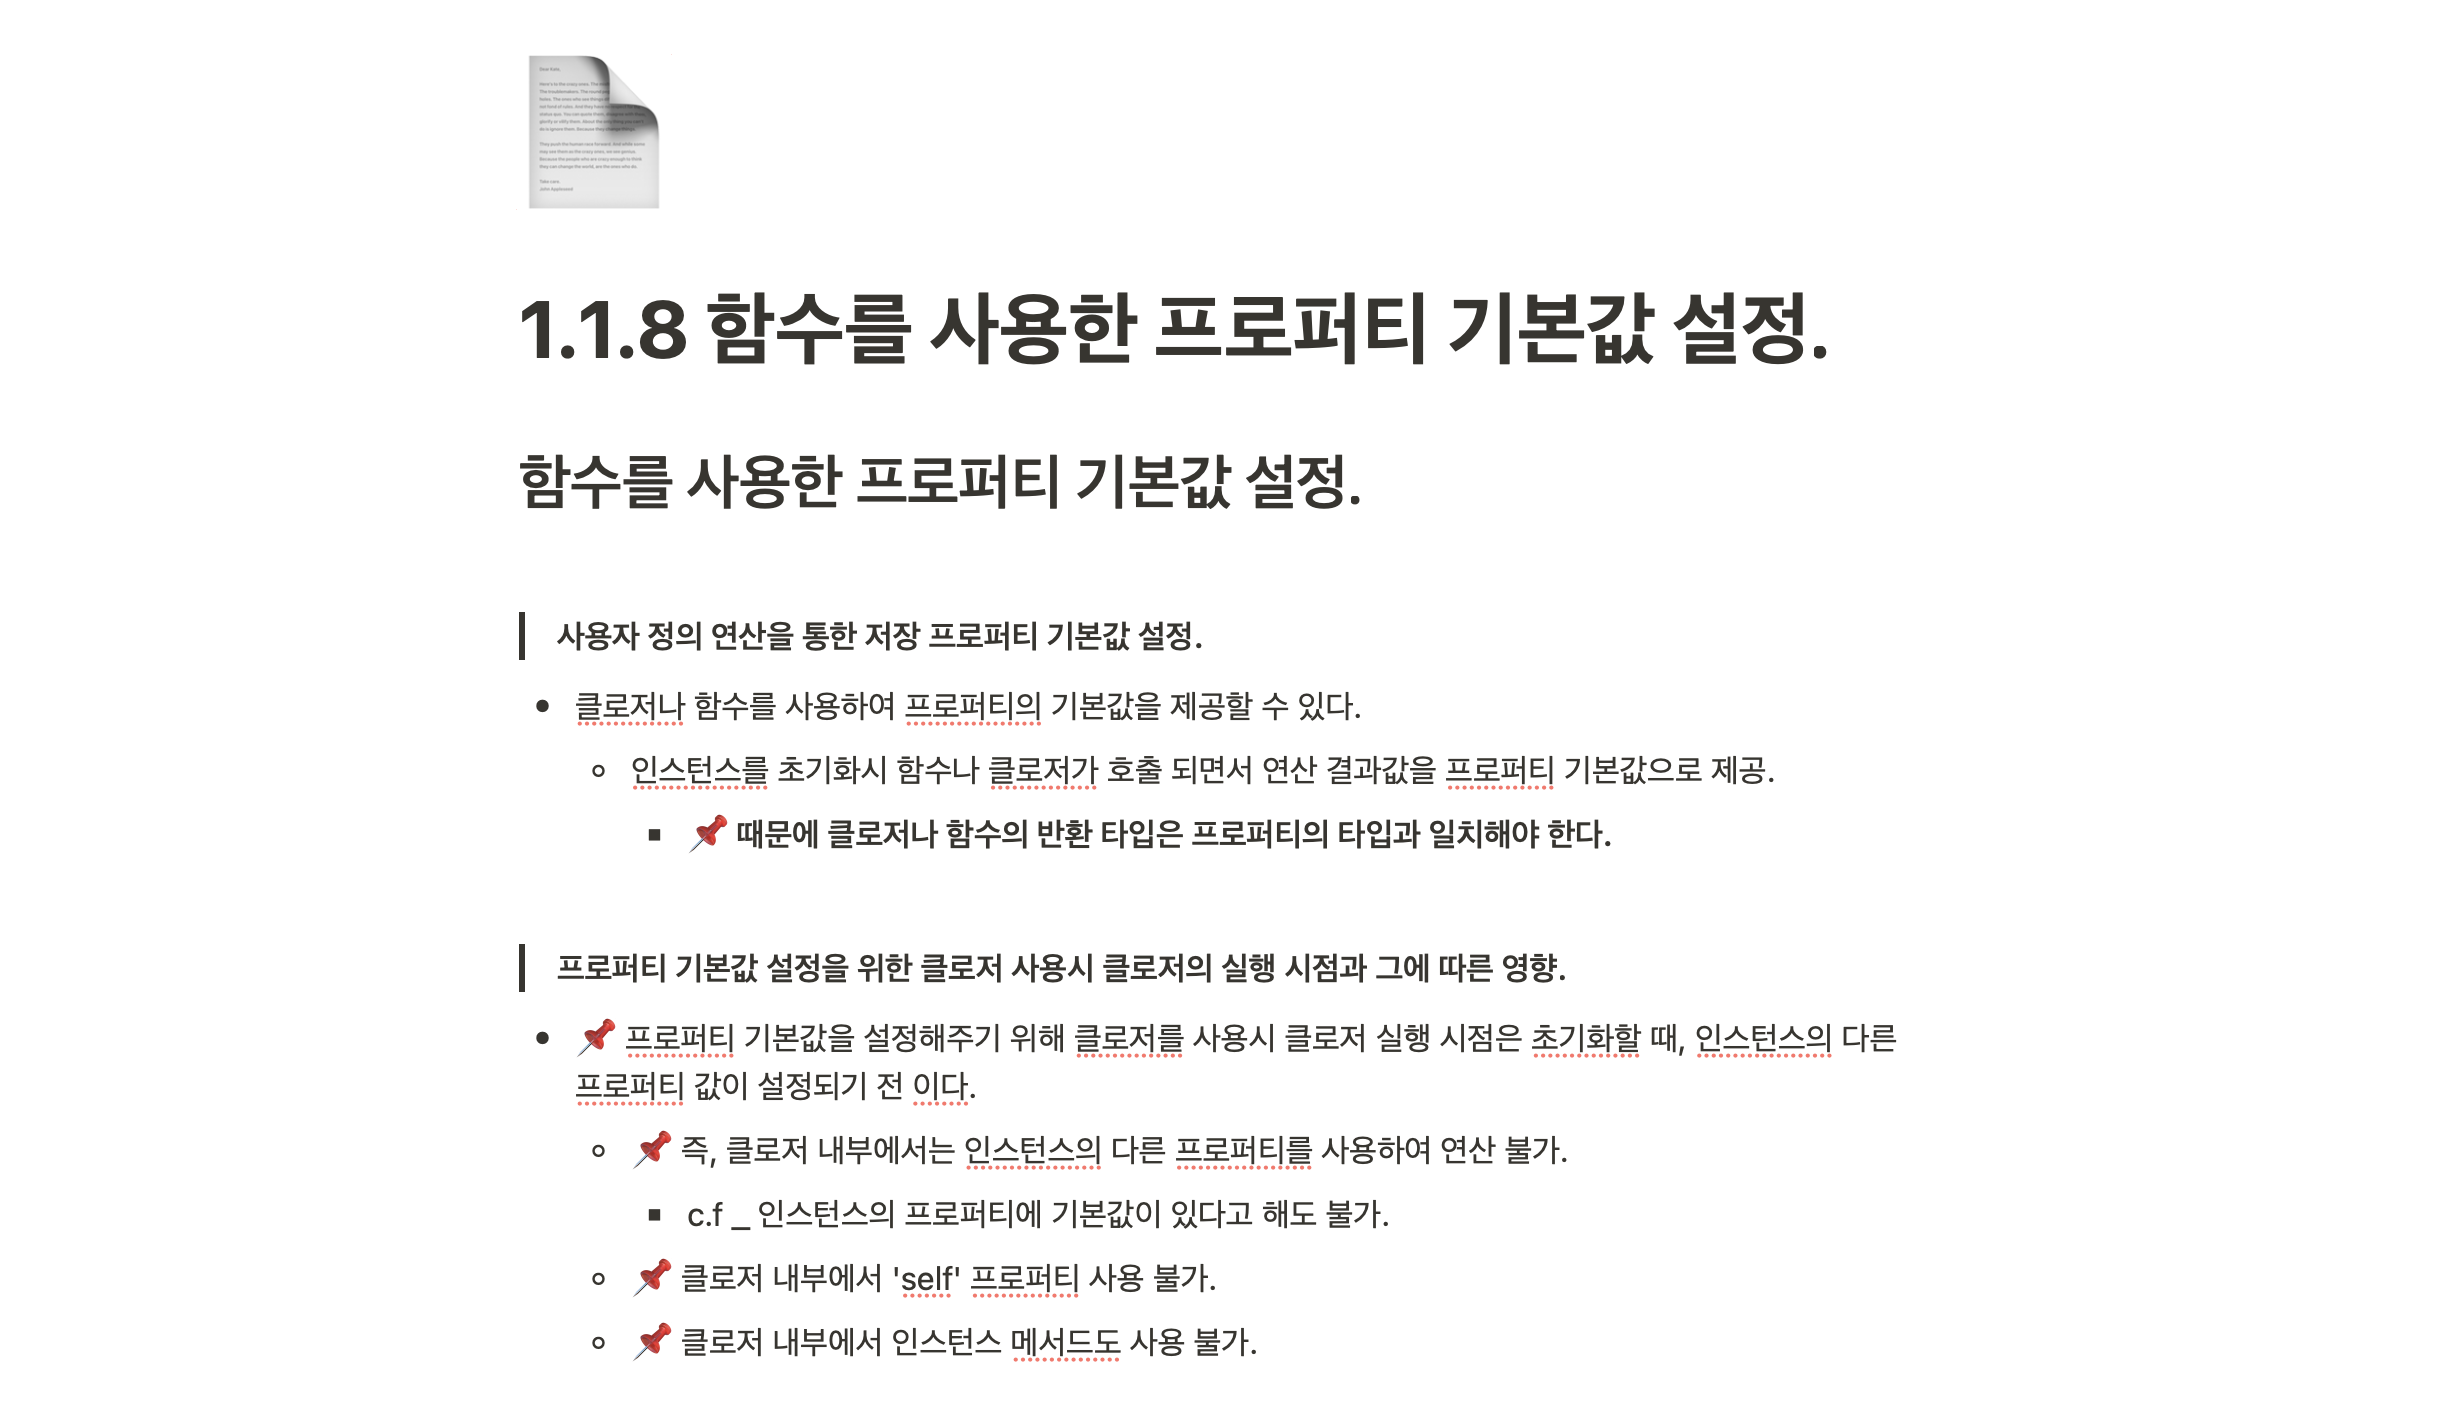 1.1.8 함수를 사용한 프로퍼티 기본값 설정.
함수를 사용한 프로퍼티 기본값 설정.
사용자 정의 연산을 통한 저장 프로퍼티 기본값 설정.
클로저나 함수를 사용하여 프로퍼티의 기본값을 제공할 수 있다.
인스턴스를 초기화시 함수나 클로저가 호출 되면서 연산 결과값을 프로퍼티 기본값으로 제공.
📌 때문에 클로저나 함수의 반환 타입은 프로퍼티의 타입과 일치해야 한다.
프로퍼티 기본값 설정을 위한 클로저 사용시 클로저의 실행 시점과 그에 따른 영향.
📌 프로퍼티 기본값을 설정해주기 위해 클로저를 사용시 클로저 실행 시점은 초기화할 때, 인스턴스의 다른
프로퍼티 값이 설정되기 전 이다.
📌 즉, 클로저 내부에서는 인스턴스의 다른 프로퍼티를 사용하여 연산 불가.
c.f _ 인스턴스의 프로퍼티에 기본값이 있다고 해도 불가.
📌 클로저 내부에서 'self' 프로퍼티 사용 불가.
📌 클로저 내부에서 인스턴스 메서드도 사용 불가.